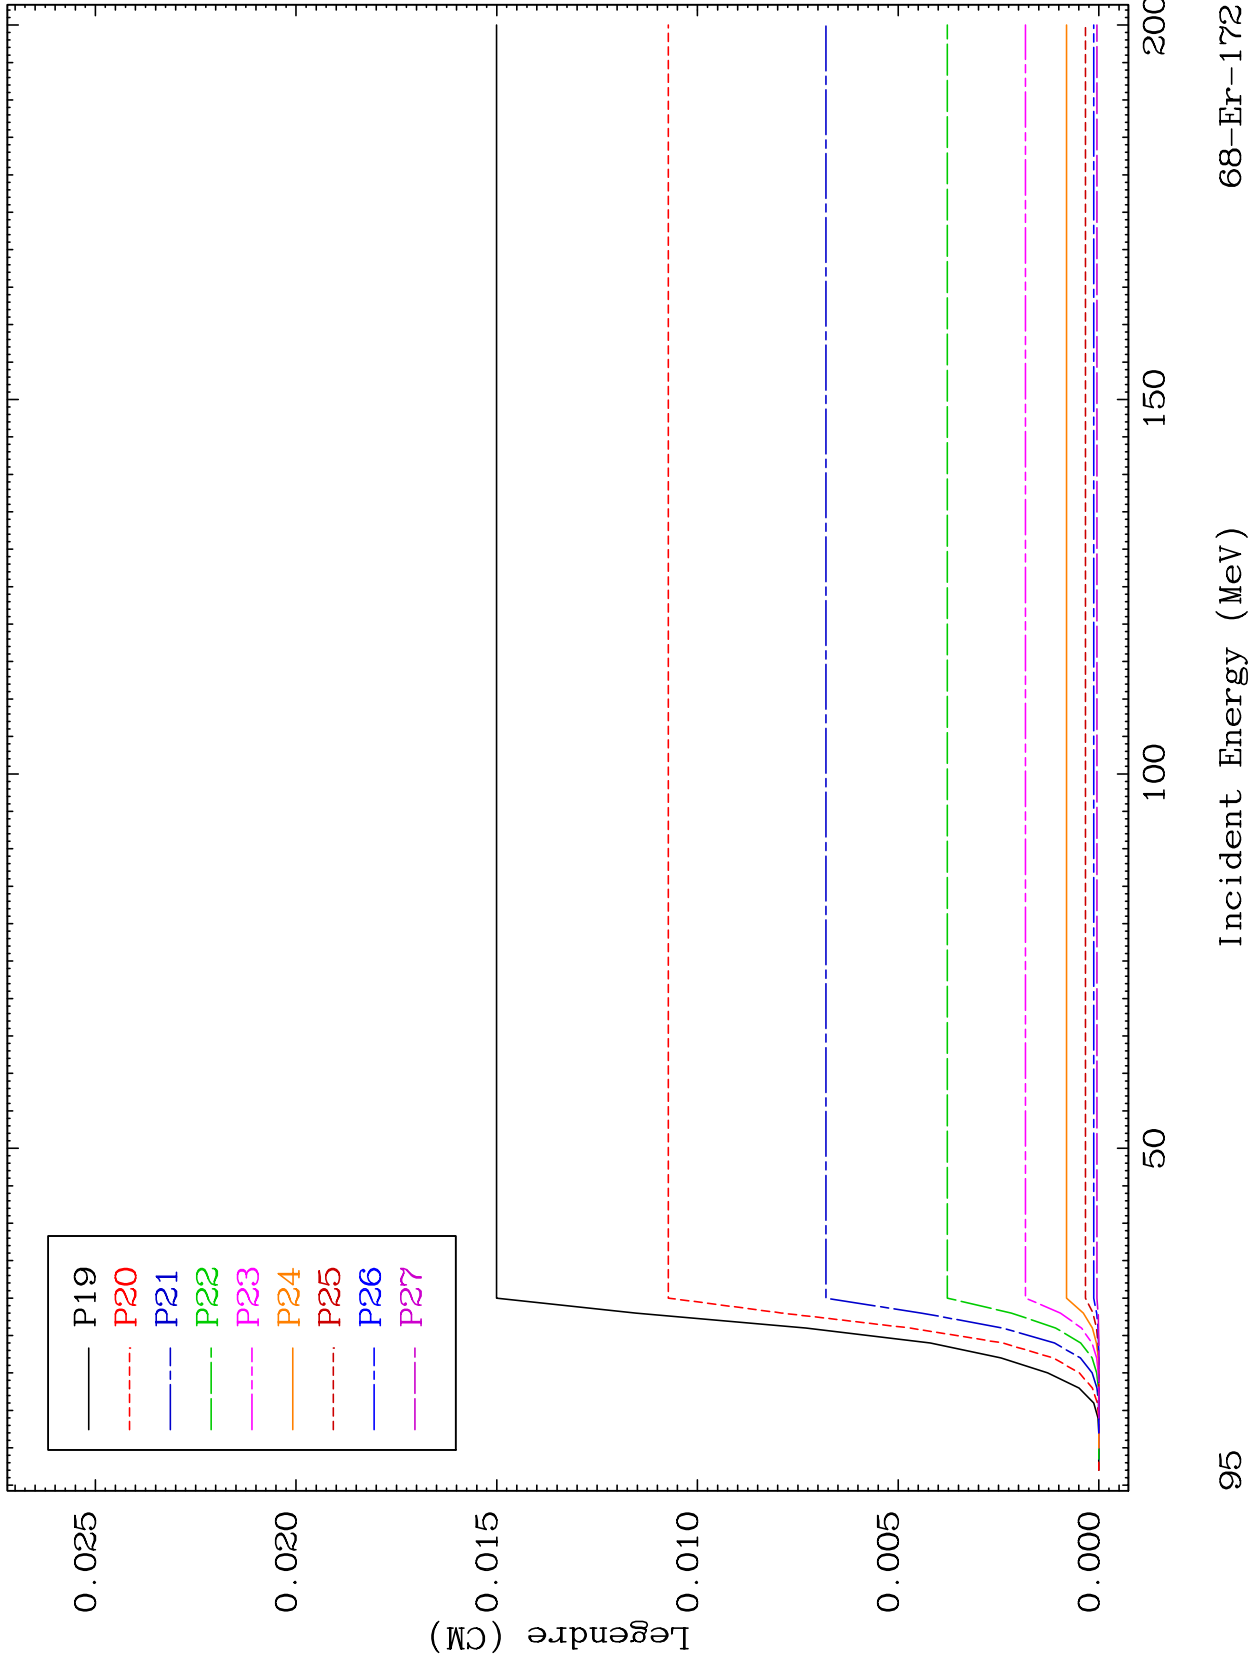 Legendre (CM)
0.025
0.020
0.015
0.010
0.005
0.000
P19
P20
P21
P22
P23
P24
P25
P26
P27
50
100
150
200
95
Incident Energy (MeV)
68-Er-172